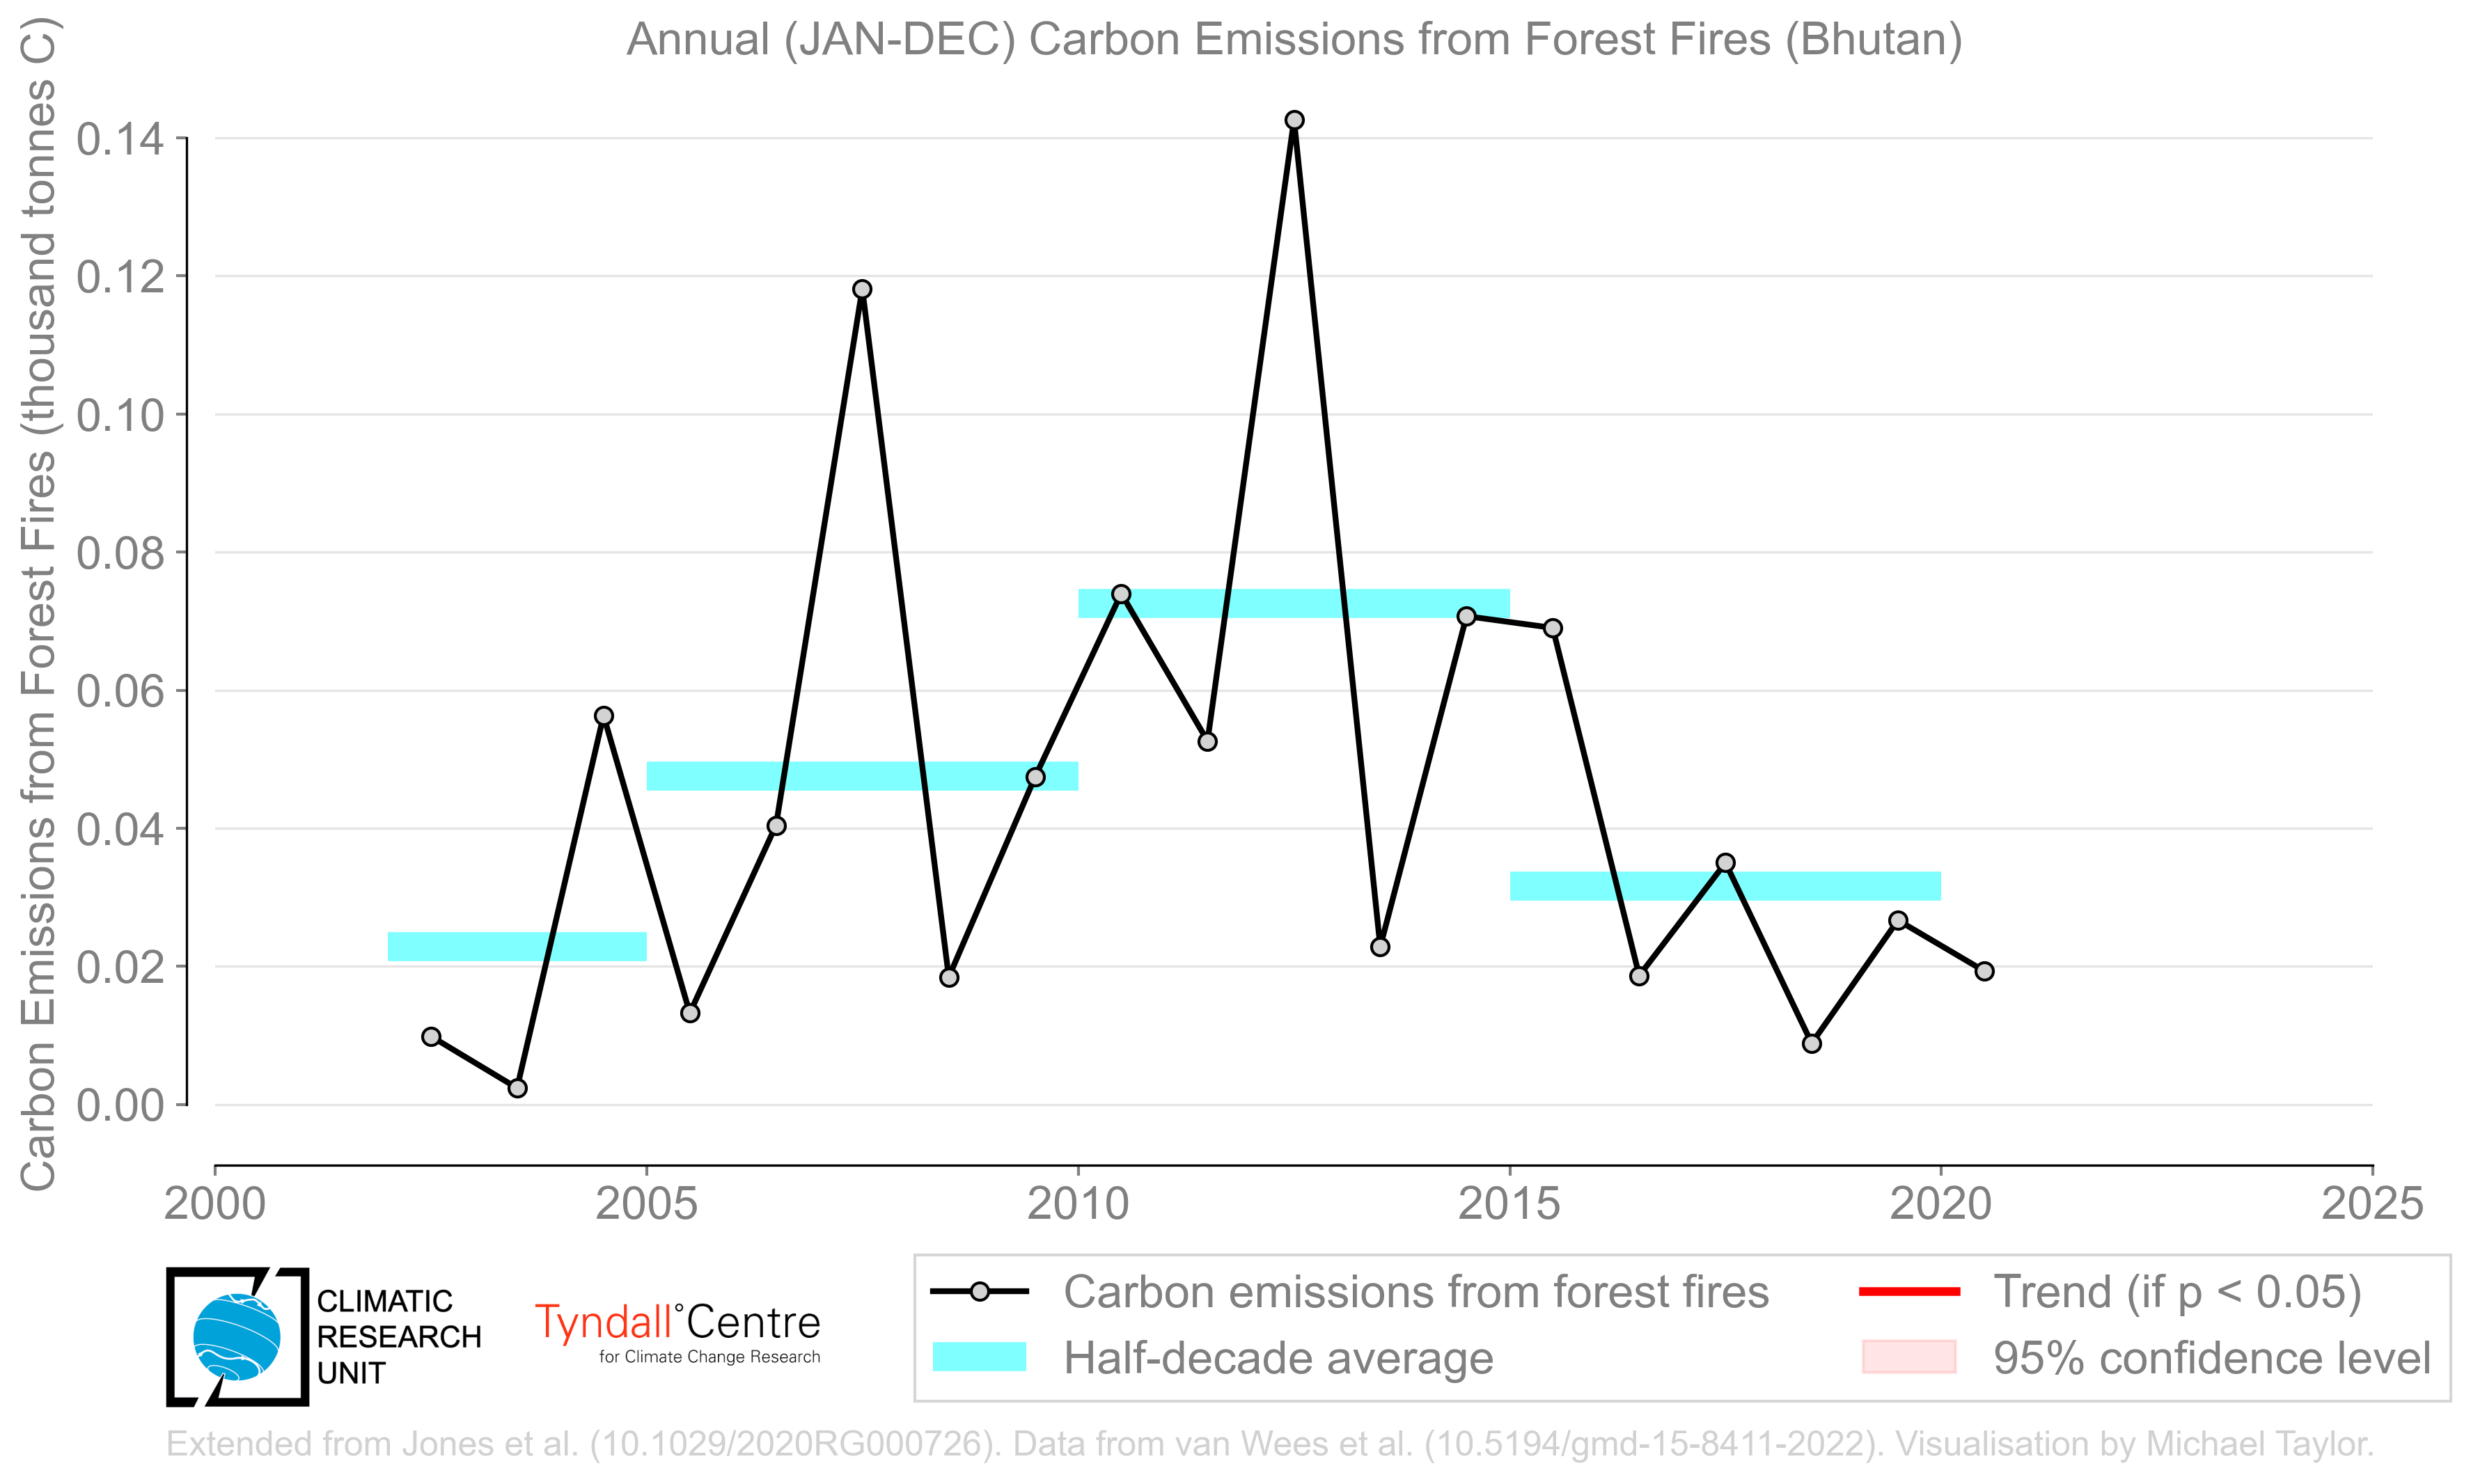 Annual (JAN-DEC) Carbon Emissions from Forest Fires (Bhutan)
Carbon Emissions from Forest Fires (thousand tonnes C)
0.14
0.12
0.10
0.08
0.06
0.04
0.02
0.00
2000 2005 2010 2015 2020 2025
CLIMATIC
RESEARCH
UNIT
Tyndall°Centre
for Climate Change Research
Carbon emissions from forest fires
Half-decade average
Trend (if p < 0.05)
95% confidence level
Extended from Jones et al. (10.1029/2020RG000726). Data from van Wees et al. (10.5194/gmd-15-8411-2022). Visualisation by Michael Taylor.